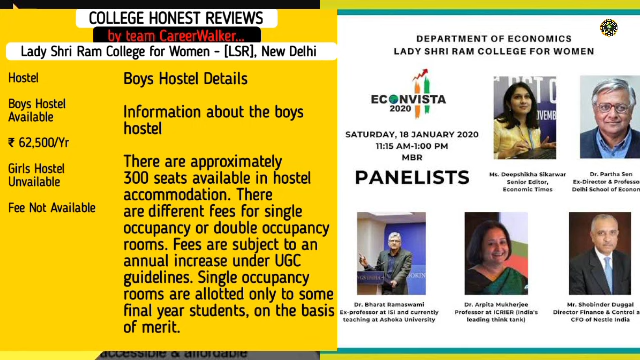 COLLEGE HONEST REVIEWS
by team CareerWalker...
Lady Shri Ram College for Women - [LSR], New Delhi
Hostel
Boys Hostel
Available
₹ 62,500/Yr
Girls Hostel
Unavailable
Fee Not Available
Boys Hostel Details
Information about the boys
hostel
There are approximately
300 seats available in hostel
accommodation. There
are different fees for single
occupancy or double occupancy
rooms. Fees are subject to an
annual increase under UGC
guidelines. Single occupancy
rooms are allotted only to some
final year students, on the basis
of merit.
accessible & affordable
DEPARTMENT OF ECONOMICS
LADY SHRI RAM COLLEGE FOR WOMEN
ECONVISTA
2020
SATURDAY, 18 JANUARY 2020
11:15 AM-1:00 PM
MBR
PANELISTS
Ms. Deepshikha Sikarwar
Senior Editor,
Economic Times
Dr. Partha Sen
Ex-Director & Professo
Delhi School of Econom
Dr. Bharat Ramaswami
Ex-professor at ISI and currently
teaching at Ashoka University
Dr. Arpita Mukherjee
Professor at ICRIER (India's
leading think tank)
Mr. Shobinder Duggal
Director Finance & Control a
CFO of Nestle India